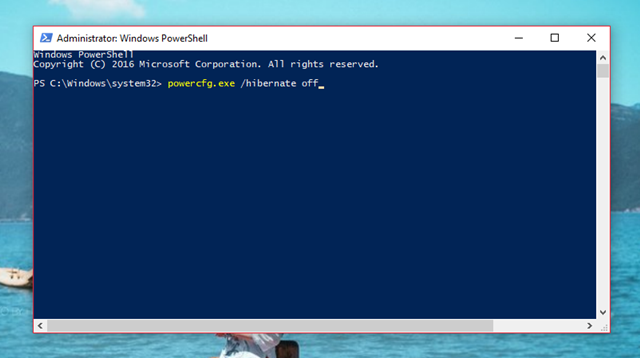 Administrator: Windows PowerShell
Windows PowerShell
Copyright (C) 2016 Microsoft Corporation. All rights reserved.
PS C:\Windows\system32> powercfg.exe /hibernate off